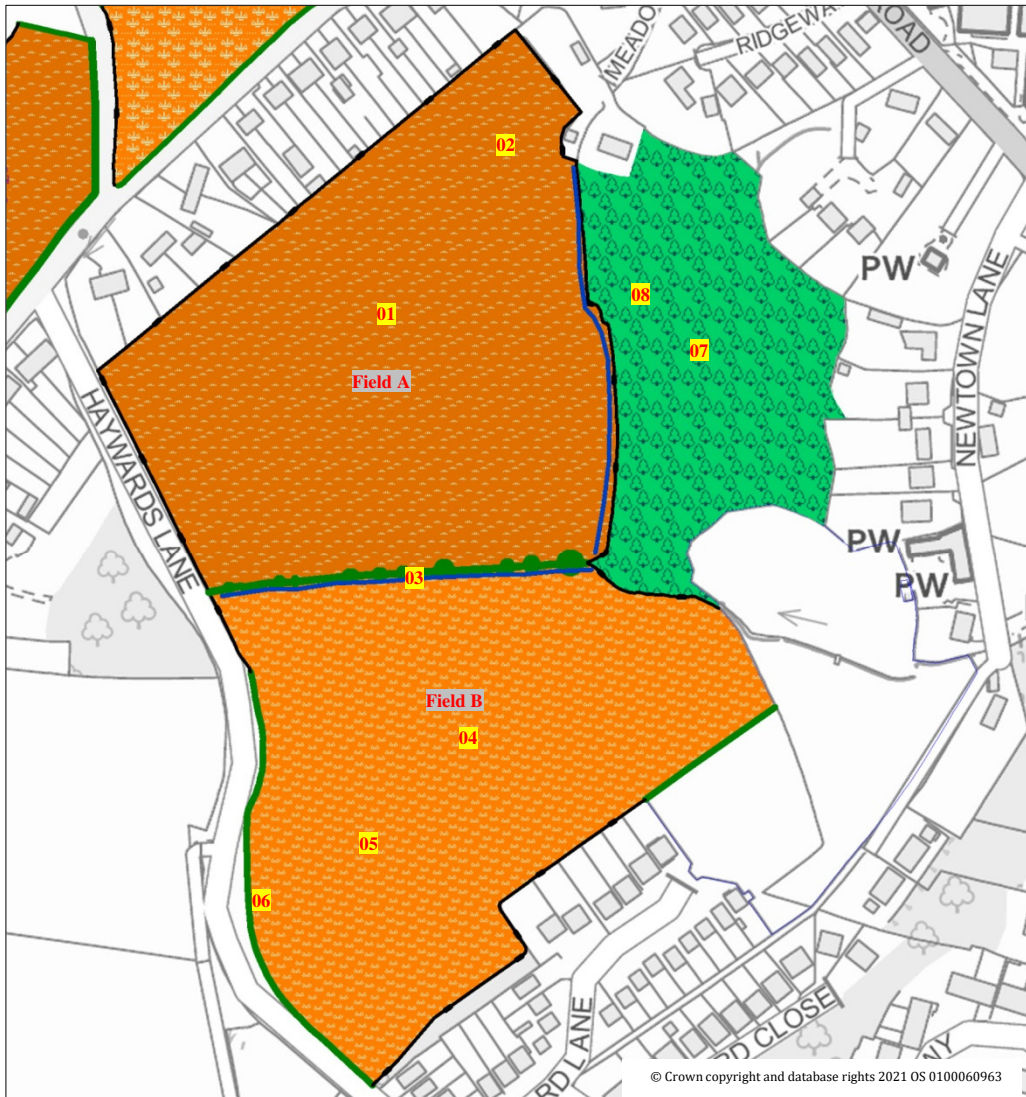 MEADO
RIDGEWA
ROAD
02
PW
08
01
07
Field A
NEWTOWN LANE
HAYWARDS LANE
PW
03
PW
Field B
04
05
06
RD LANE
RD CLOSE
WY
© Crown copyright and database rights 2021 OS 0100060963